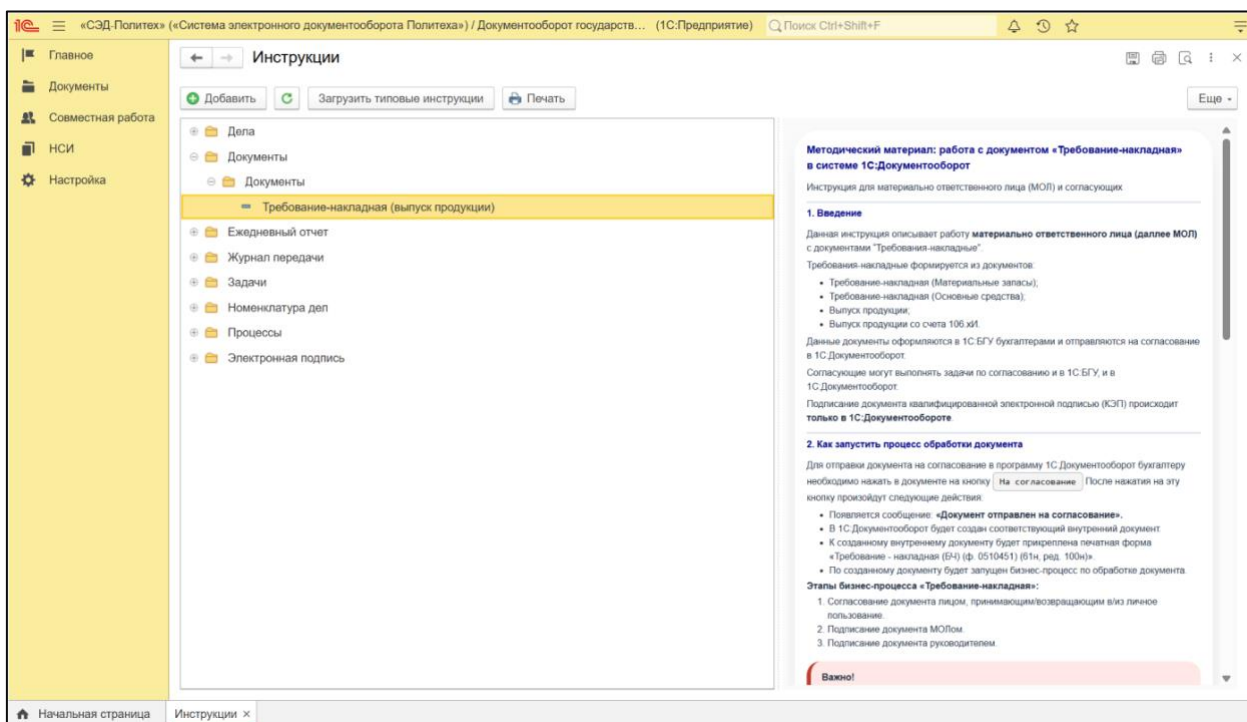 1С «СЭД-Политех» («Система электронного документооборота Политеха») / Документооборот государств... (1С:Предприятие) Поиск Ctrl+Shift+F
Главное
Документы
Совместная работа
НСИ
Настройка
Инструкции
Добавить Загрузить типовые инструкции Печать Еще
Дела
Документы
Документы
Требование-накладная (выпуск продукции)
Ежедневный отчет
Журнал передачи
Задачи
Номенклатура дел
Процессы
Электронная подпись
Методический материал: работа с документом «Требование-накладная»
в системе 1С:Документооборот
Инструкция для материально ответственного лица (МОЛ) и согласующих
1. Введение
Данная инструкция описывает работу материально ответственного лица (даллее МОЛ)
с документами "Требования-накладные".
Требования-накладные формируется из документов:
• Требование-накладная (Материальные запасы);
• Требование-накладная (Основные средства);
• Выпуск продукции;
• Выпуск продукции со счета 106.хИ.
Данные документы оформляются в 1С:БГУ бухгалтерами и отправляются на согласование
в 1С:Документооборот.
Согласующие могут выполнять задачи по согласованию и в 1С:БГУ, и в
1С:Документооборот.
Подписание документа квалифицированной электронной подписью (КЭП) происходит
только в 1С:Документообороте.
2. Как запустить процесс обработки документа
Для отправки документа на согласование в программу 1С:Документооборот бухгалтеру
необходимо нажать в документе на кнопку На согласование После нажатия на эту
кнопку произойдут следующие действия:
• Появляется сообщение: «Документ отправлен на согласование».
• В 1С:Документооборот будет создан соответствующий внутренний документ.
• К созданному внутреннему документу будет прикреплена печатная форма
«Требование - накладная (БЧ) (ф. 0510451) (61н, ред. 100н)».
• По созданному документу будет запущен бизнес-процесс по обработке документа.
Этапы бизнес-процесса «Требование-накладная»:
1. Согласование документа лицом, принимающим/возвращающим в/из личное
пользование.
2. Подписание документа МОЛом.
3. Подписание документа руководителем.
Важно!
Начальная страница Инструкции ×